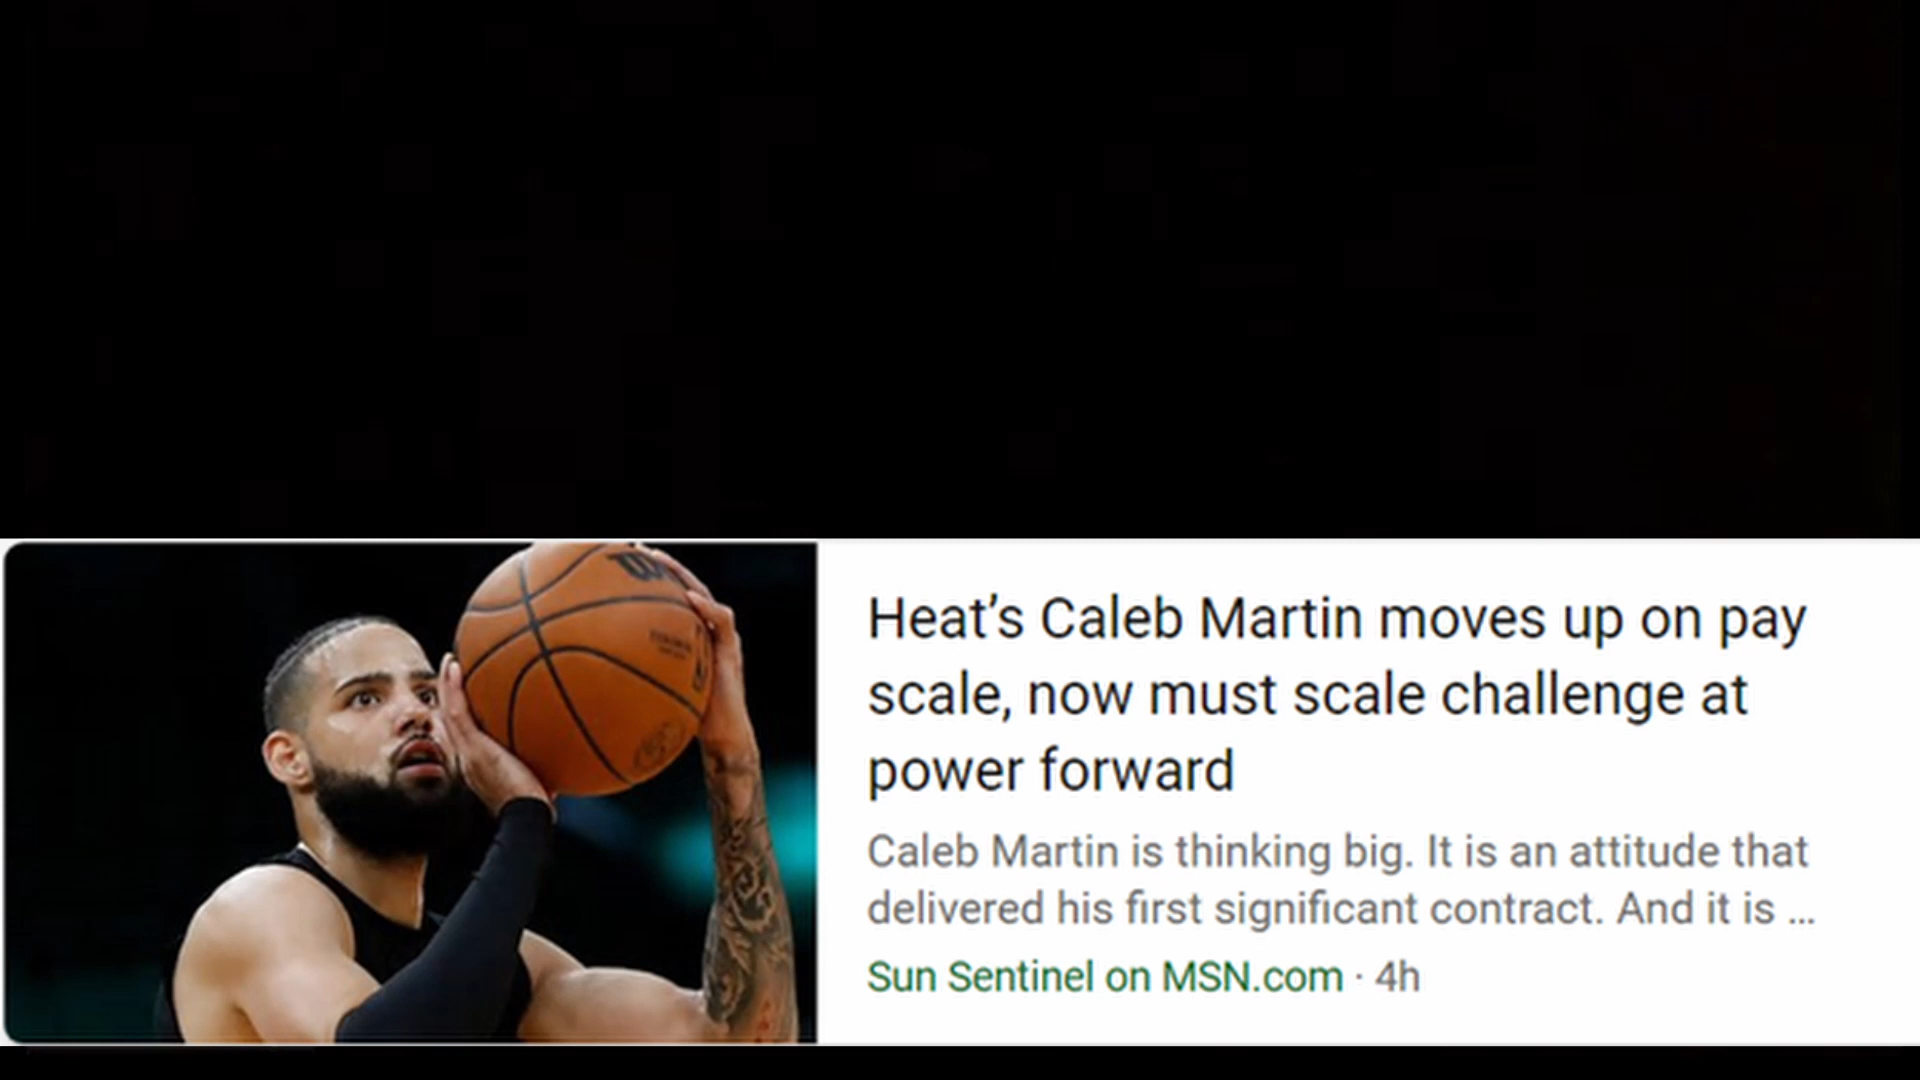 Heat’s Caleb Martin moves up on pay
scale, now must scale challenge at
power forward
Caleb Martin is thinking big. It is an attitude that
delivered his first significant contract. And it is ...
Sun Sentinel on MSN.com · 4h